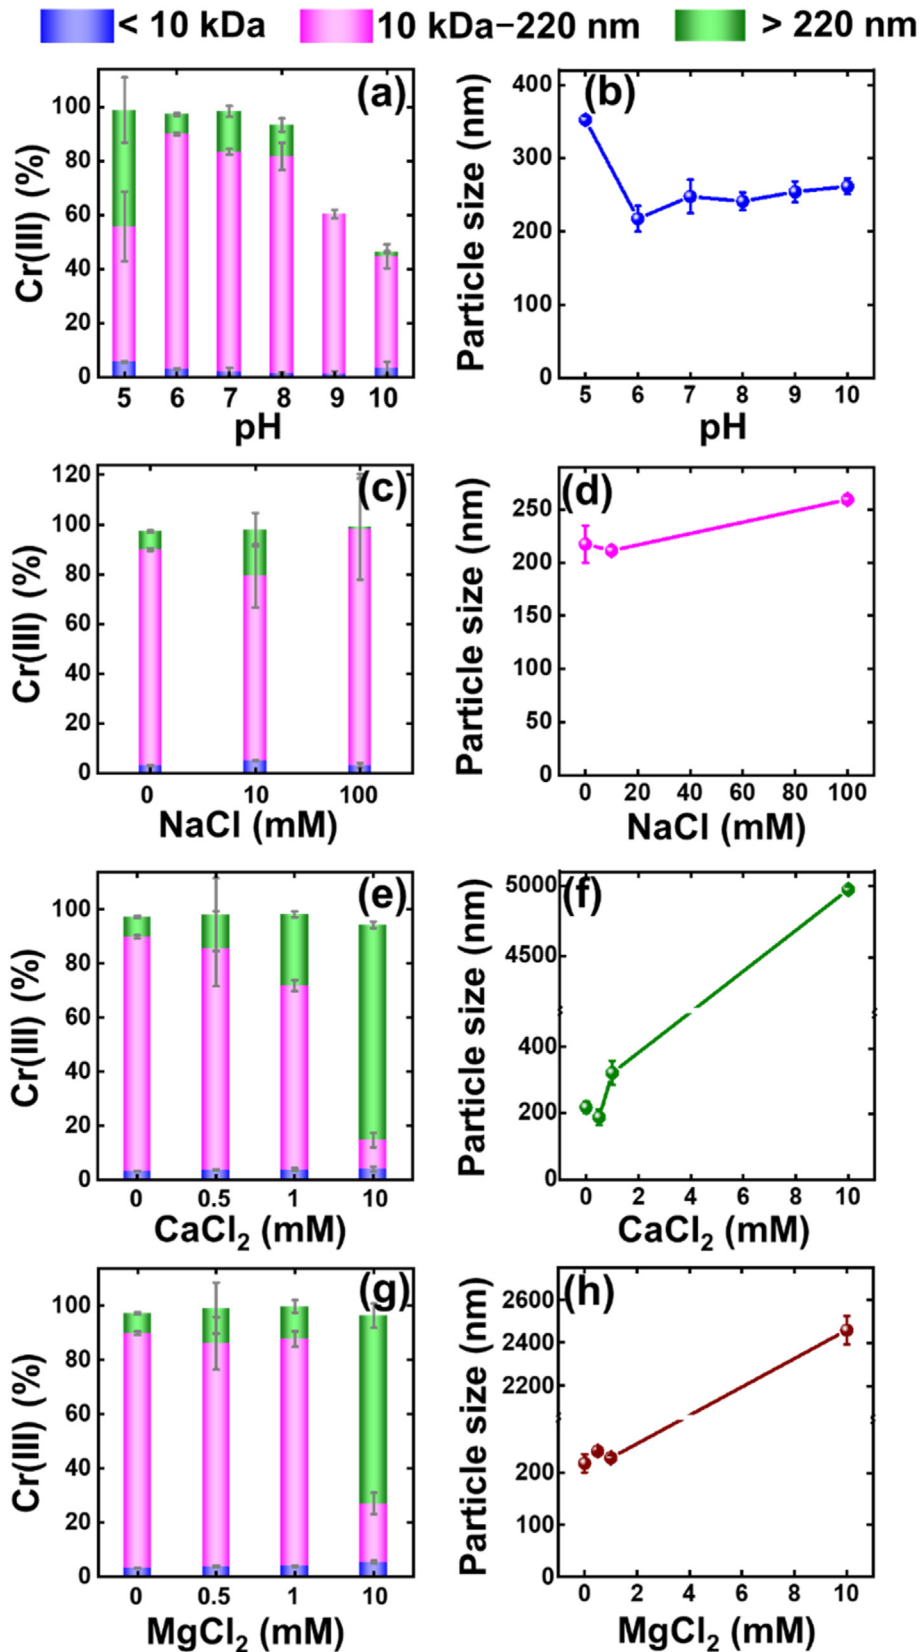 < 10 kDa 10 kDa−220 nm > 220 nm
(a)
Cr(III) (%)
100
80
60
40
20
0
5 6 7 8 9 10
pH
(b)
Particle size (nm)
400
300
200
100
0
5 6 7 8 9 10
pH
(c)
Cr(III) (%)
120
100
80
60
40
20
0
0 10 100
NaCl (mM)
(d)
Particle size (nm)
250
200
150
100
50
0
0 20 40 60 80 100
NaCl (mM)
(e)
Cr(III) (%)
100
80
60
40
20
0
0 0.5 1 10
CaCl₂ (mM)
(f)
Particle size (nm)
5000
4500
400
200
0
0 2 4 6 8 10
CaCl₂ (mM)
(g)
Cr(III) (%)
100
80
60
40
20
0
0 0.5 1 10
MgCl₂ (mM)
(h)
Particle size (nm)
2600
2400
2200
200
100
0
0 2 4 6 8 10
MgCl₂ (mM)